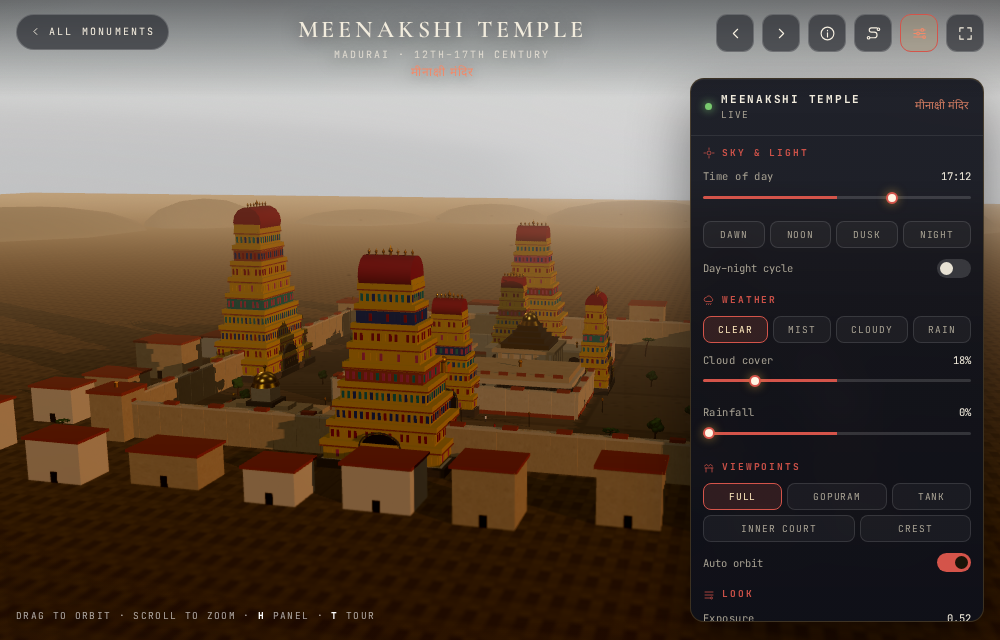 ALL MONUMENTS
MEENAKSHI TEMPLE
MADURAI · 12TH–17TH CENTURY
मीनाक्षी मंदिर
MEENAKSHI TEMPLE
LIVE
मीनाक्षी मंदिर
SKY & LIGHT
Time of day 17:12
DAWN NOON DUSK NIGHT
Day-night cycle
WEATHER
CLEAR MIST CLOUDY RAIN
Cloud cover 18%
Rainfall 0%
VIEWPOINTS
FULL GOPURAM TANK
INNER COURT CREST
Auto orbit
LOOK
Exposure 0.52
DRAG TO ORBIT · SCROLL TO ZOOM · H PANEL · T TOUR